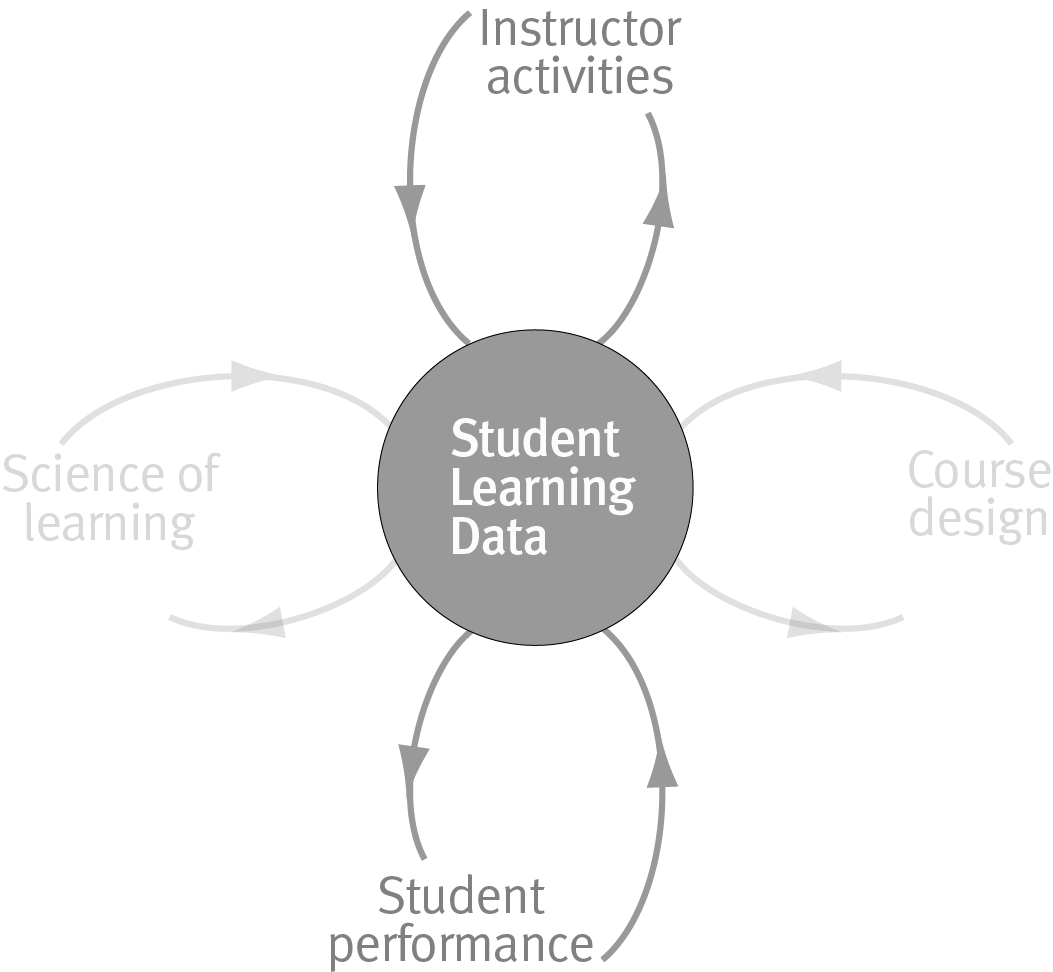 Instructor
activities
Science of
learning
Student
Learning
Data
Course
design
Student
performance